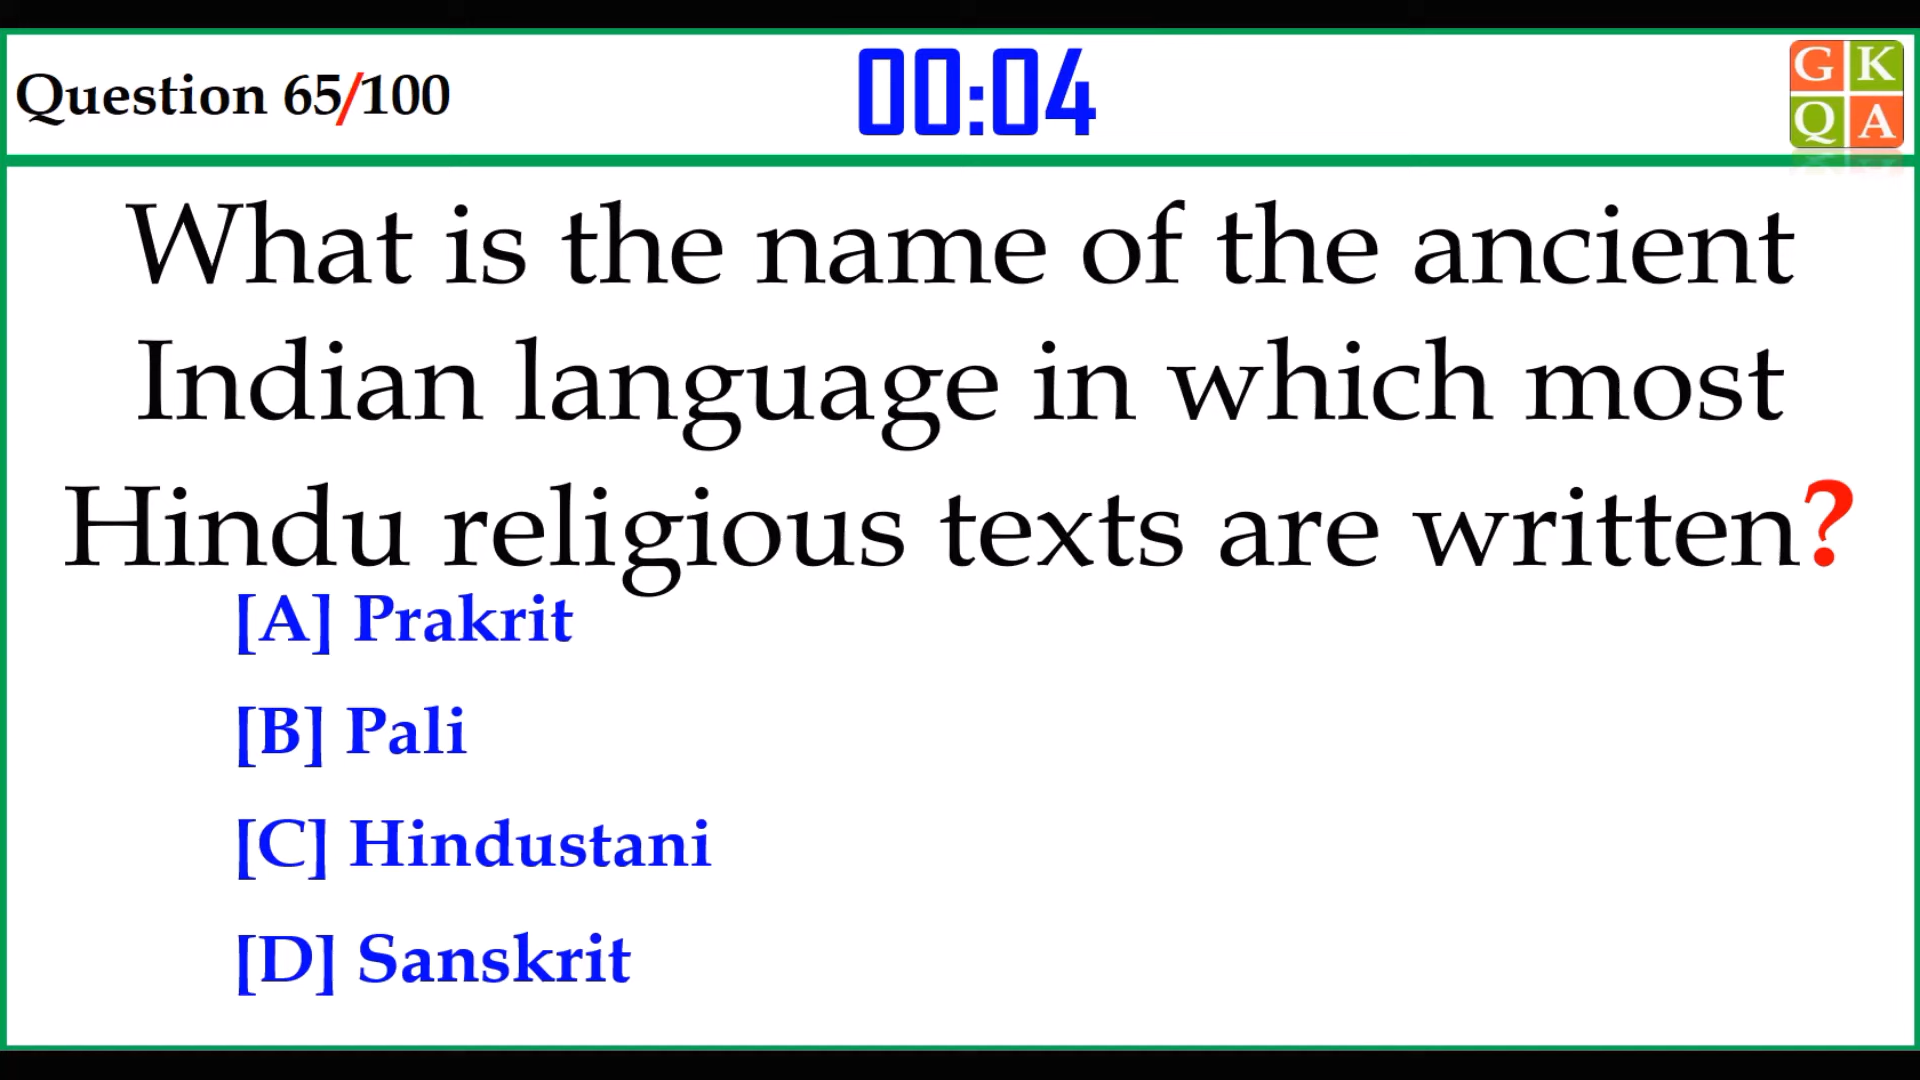 Question 65/100
00:04
G K
Q A
What is the name of the ancient
Indian language in which most
Hindu religious texts are written?
[A] Prakrit
[B] Pali
[C] Hindustani
[D] Sanskrit